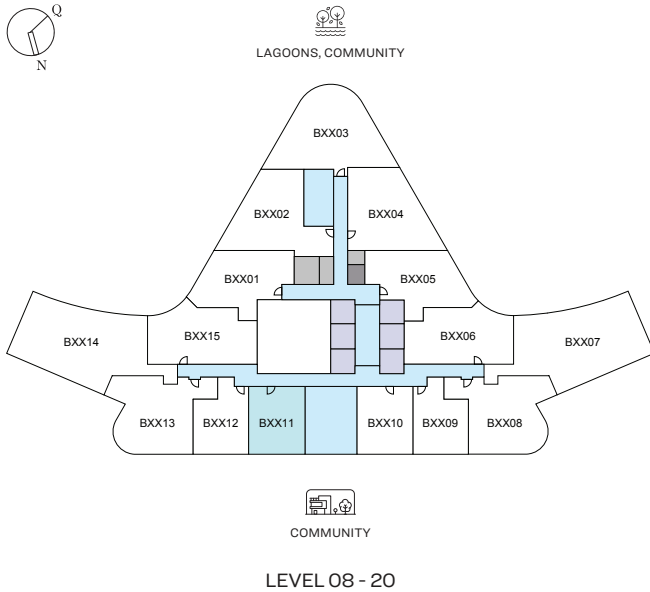 Q
N
LAGOONS, COMMUNITY
BXX03
BXX02
BXX04
BXX01
BXX05
BXX14
BXX15
BXX06
BXX07
BXX13
BXX12
BXX11
BXX10
BXX09
BXX08
COMMUNITY
LEVEL 08 - 20